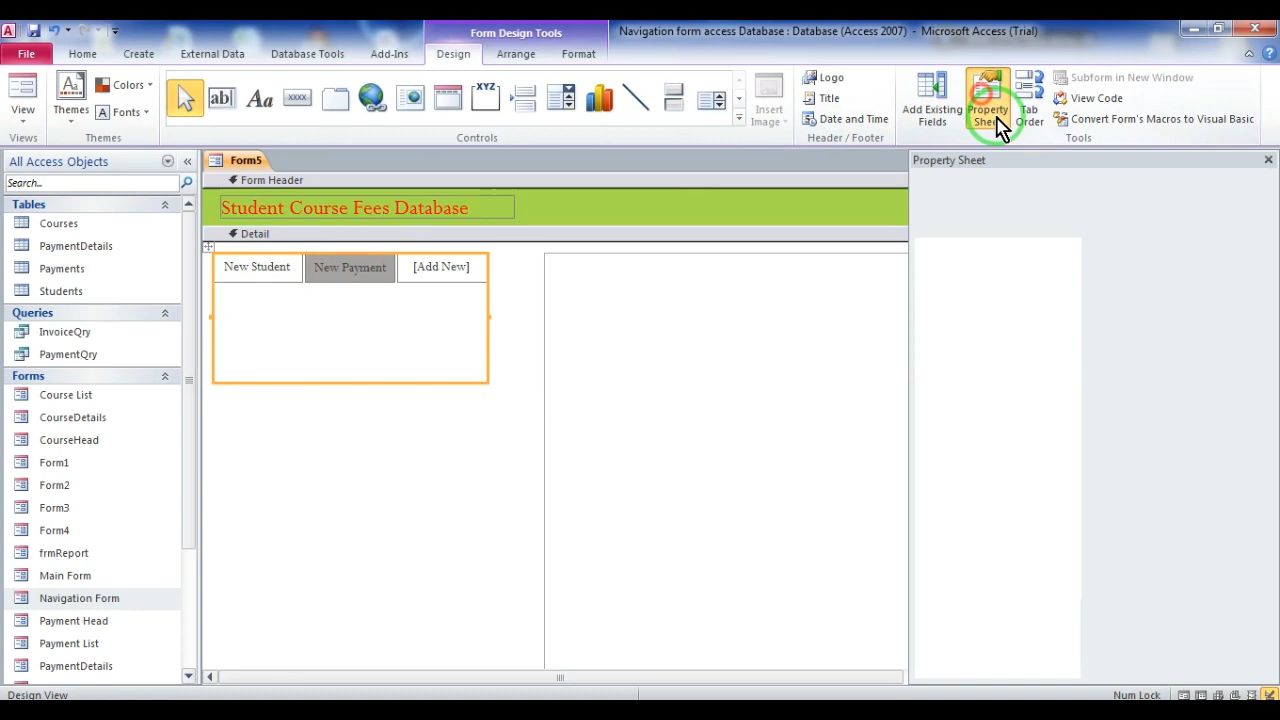 Form Design Tools
Navigation form access Database : Database (Access 2007) - Microsoft Access (Trial)
File
Home
Create
External Data
Database Tools
Add-Ins
Design
Arrange
Format
View
Themes
Colors
Fonts
ab|
Aa
xxxx
XYZ
Insert
Image
Logo
Title
Date and Time
Add Existing
Fields
Property
Sheet
Tab
Order
Subform in New Window
View Code
Convert Form's Macros to Visual Basic
Views
Themes
Controls
Header / Footer
Tools
All Access Objects
Search...
Tables
Courses
PaymentDetails
Payments
Students
Queries
InvoiceQry
PaymentQry
Forms
Course List
CourseDetails
CourseHead
Form1
Form2
Form3
Form4
frmReport
Main Form
Navigation Form
Payment Head
Payment List
PaymentDetails
Form5
Form Header
Student Course Fees Database
Detail
New Student
New Payment
[Add New]
Property Sheet
Design View
Num Lock